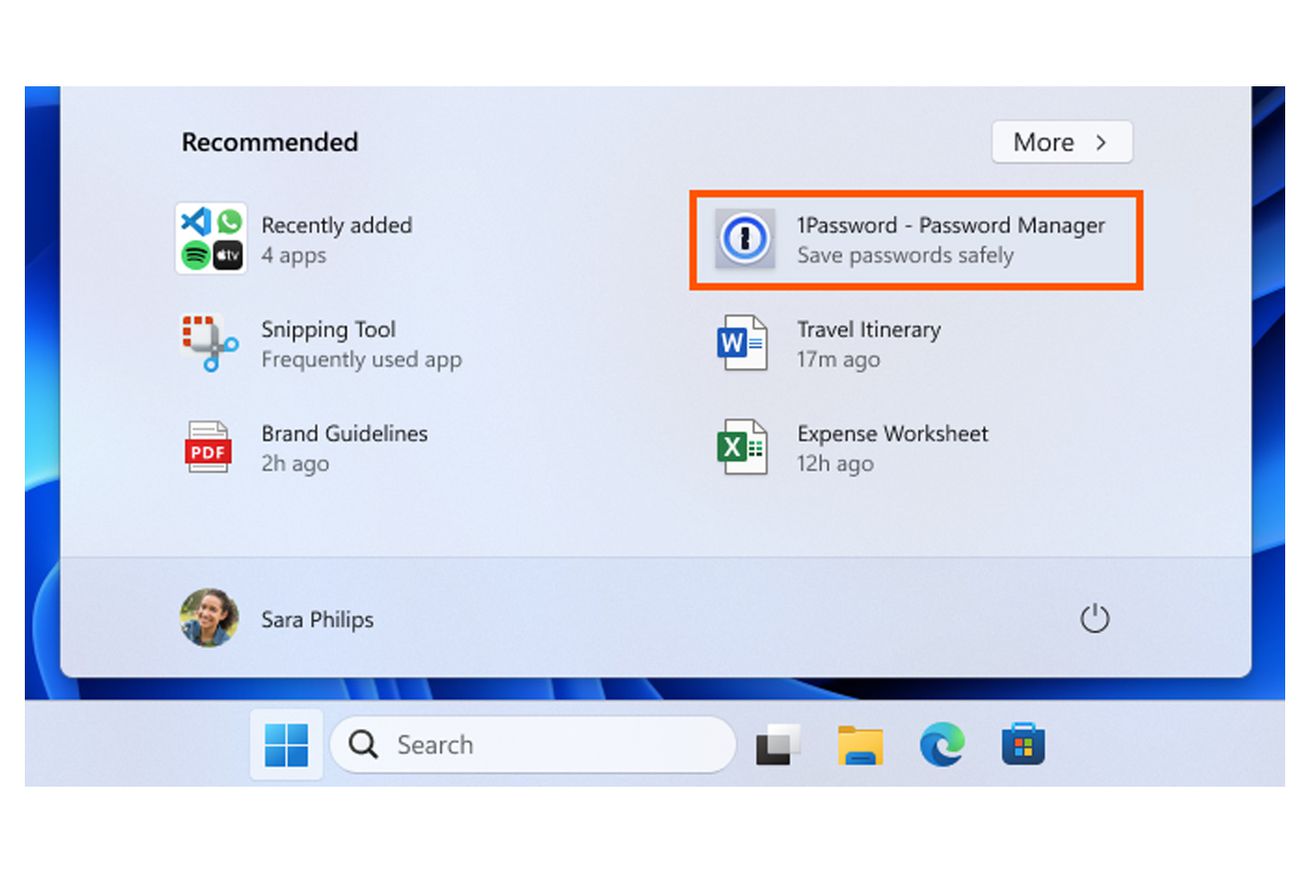 Recommended
More
Recently added
4 apps
tv
1Password - Password Manager
Save passwords safely
Snipping Tool
Frequently used app
W
Travel Itinerary
17m ago
PDF
Brand Guidelines
2h ago
X
Expense Worksheet
12h ago
Sara Philips
Search